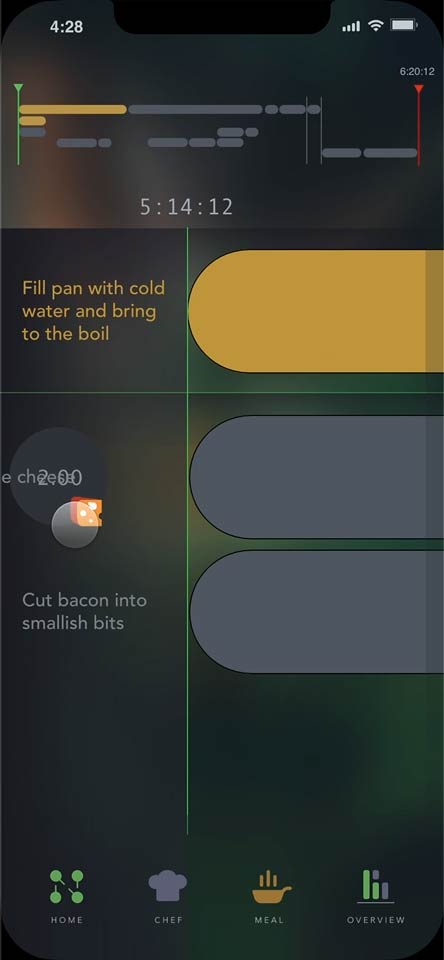 4:28
6:20:12
5:14:12
Fill pan with cold
water and bring
to the boil
e cheese
2:00
Cut bacon into
smallish bits
HOME
CHEF
MEAL
OVERVIEW